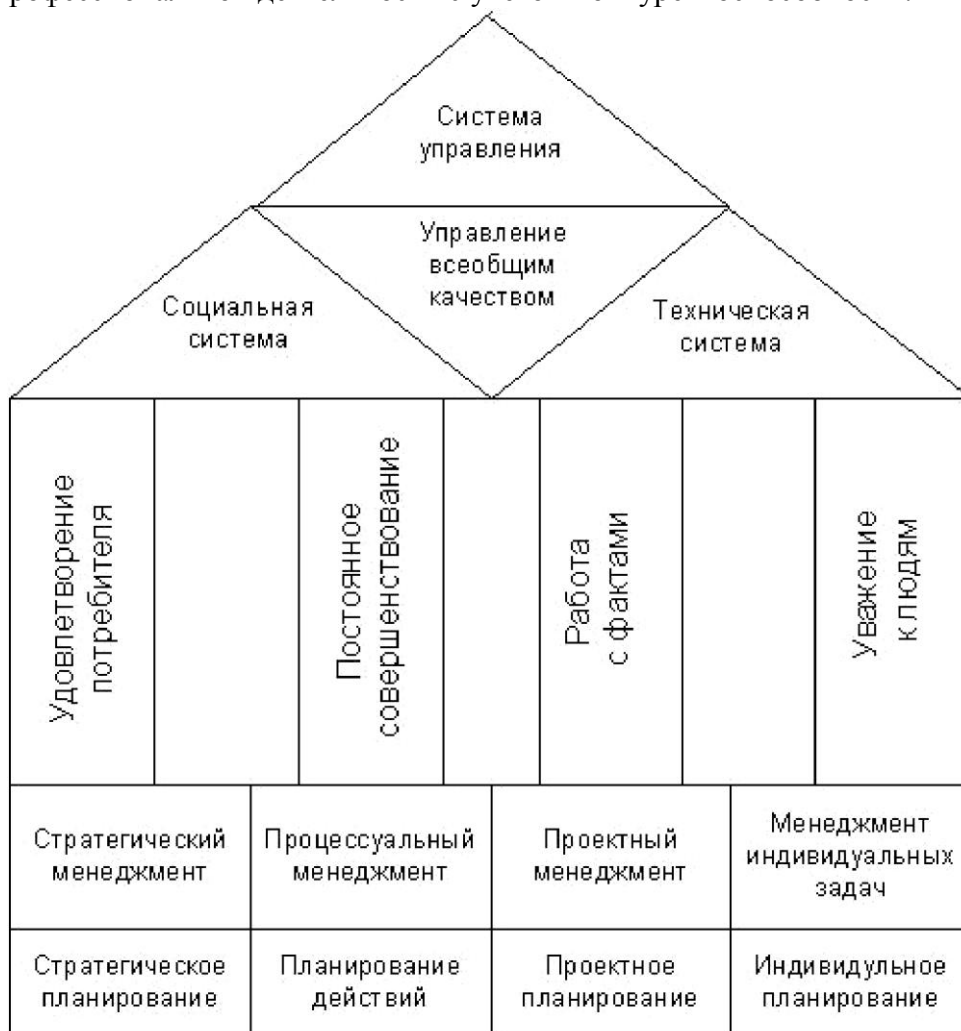 Система
управления
Управление
всеобщим
качеством
Социальная
система
Техническая
система
Удовлетворение
потребителя
Постоянное
совершенствование
Работа
с фактами
Уважение
к людям
Стратегический
менеджмент
Процессуальный
менеджмент
Проектный
менеджмент
Менеджмент
индивидуальных
задач
Стратегическое
планирование
Планирование
действий
Проектное
планирование
Индивидульное
планирование